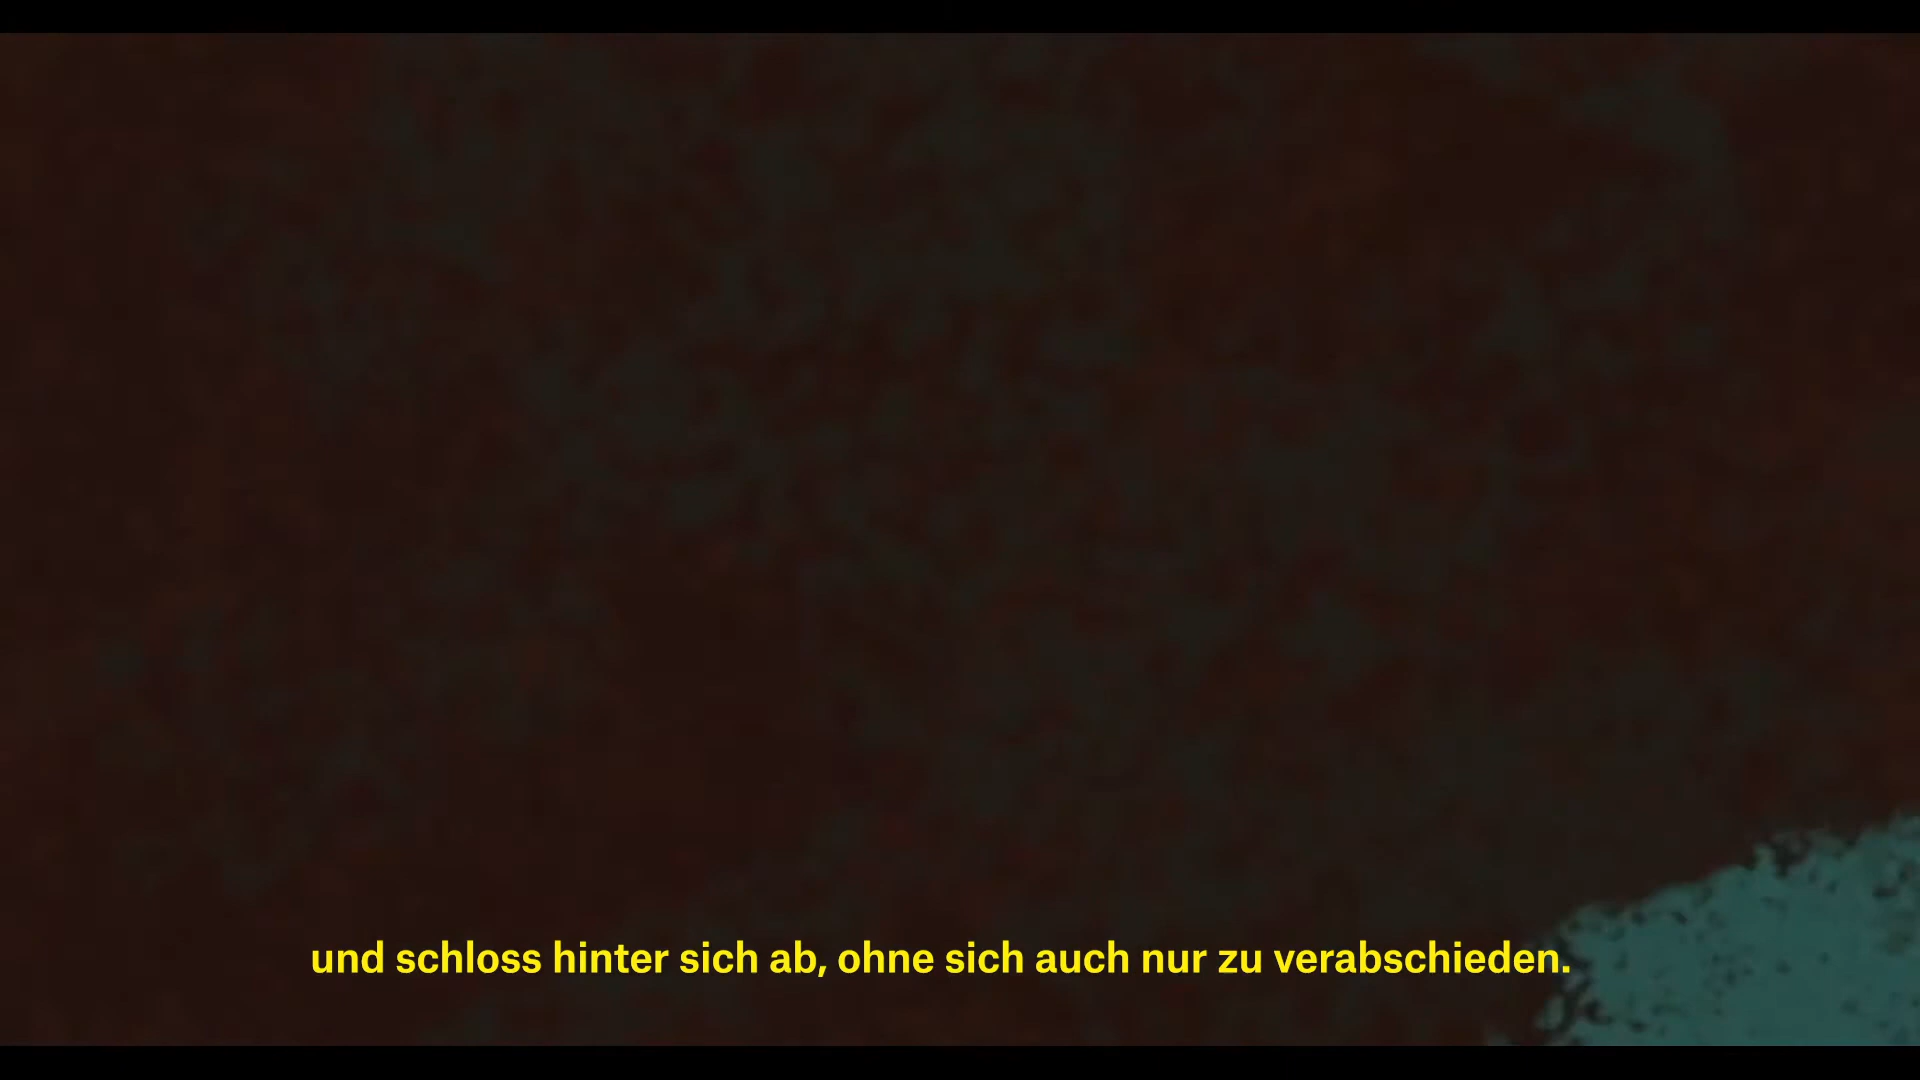 und schloss hinter sich ab, ohne sich auch nur zu verabschieden.